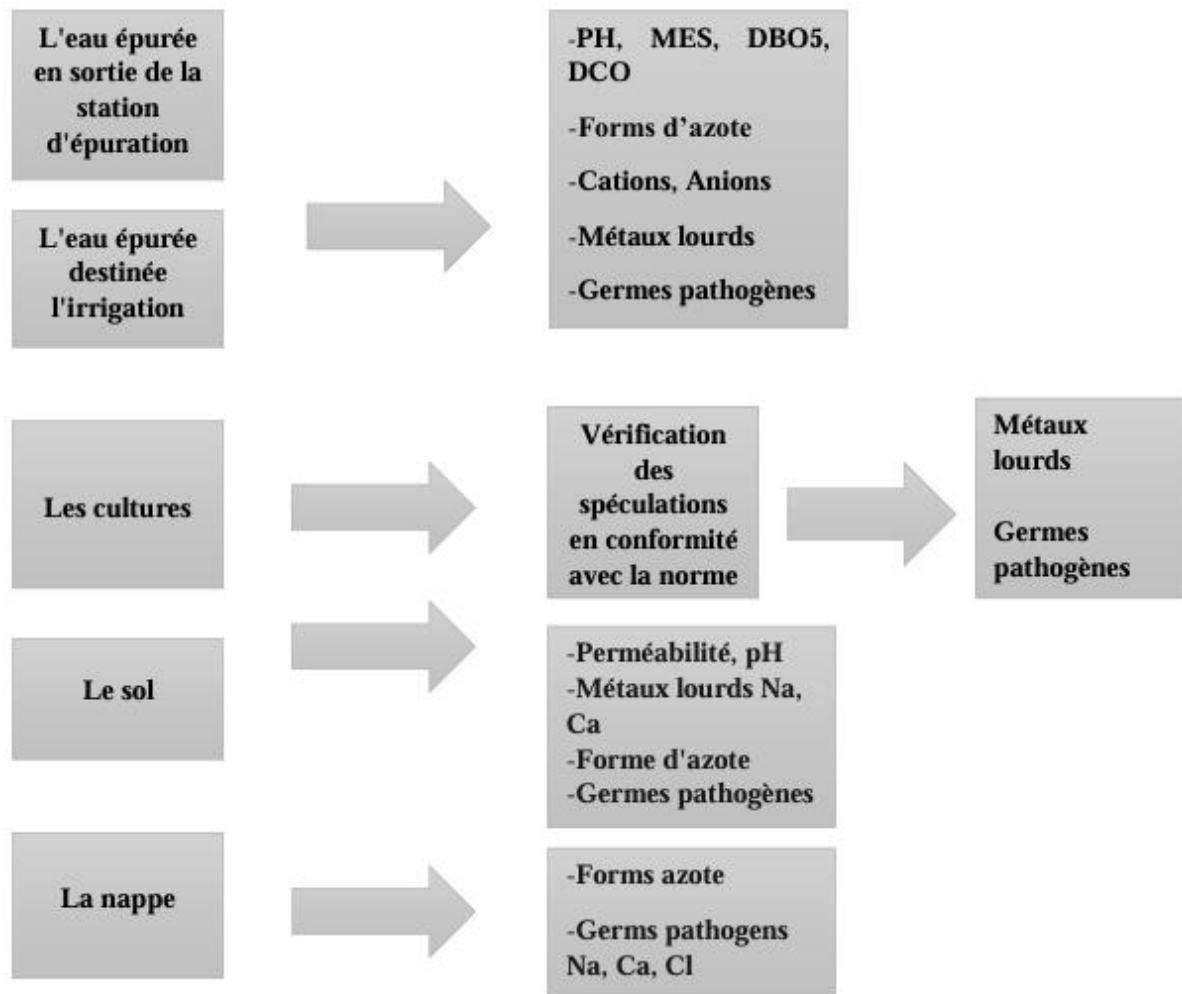 L'eau épurée
en sortie de la
station
d'épuration
-PH, MES, DBO5,
DCO
-Forms d’azote
-Cations, Anions
-Métaux lourds
-Germes pathogènes
L'eau épurée
destinée
l'irrigation
Les cultures
Vérification
des
spéculations
en conformité
avec la norme
Métaux
lourds
Germes
pathogènes
Le sol
-Perméabilité, pH
-Métaux lourds Na,
Ca
-Forme d'azote
-Germes pathogènes
La nappe
-Forms azote
-Germs pathogens
Na, Ca, Cl